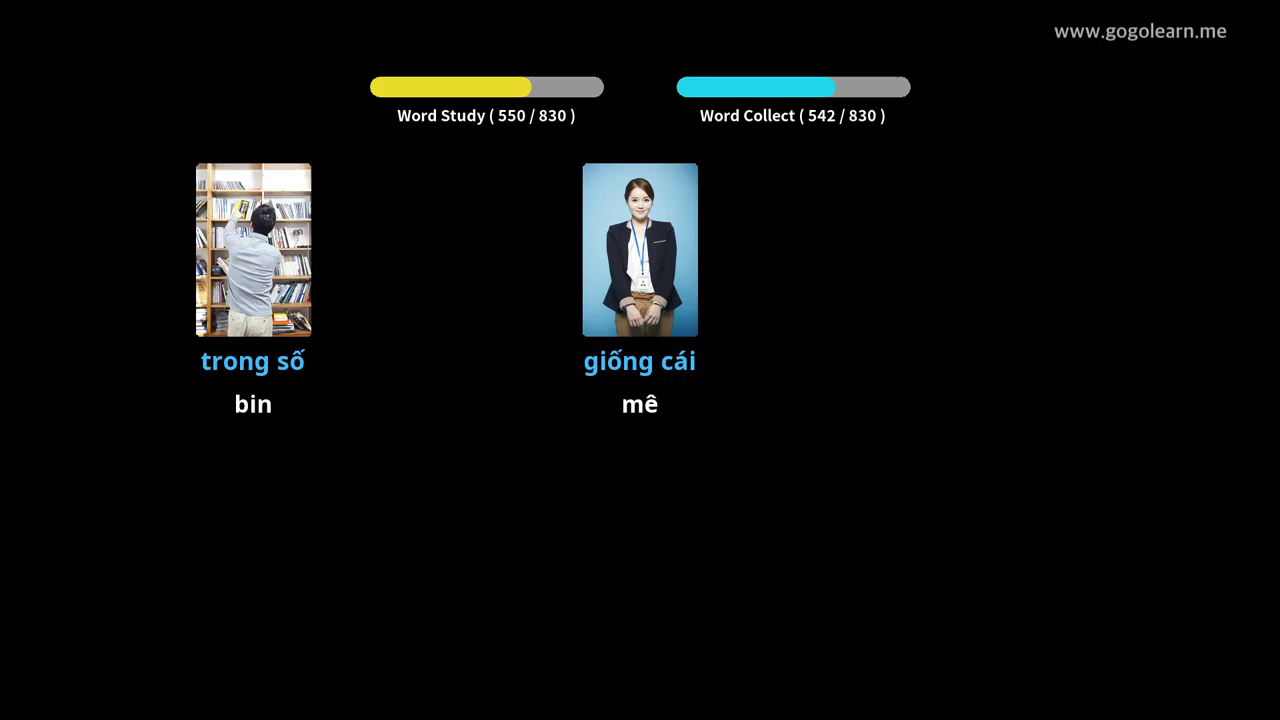 www.gogolearn.me
Word Study ( 550 / 830 )
Word Collect ( 542 / 830 )
trong số
giống cái
bin
mê